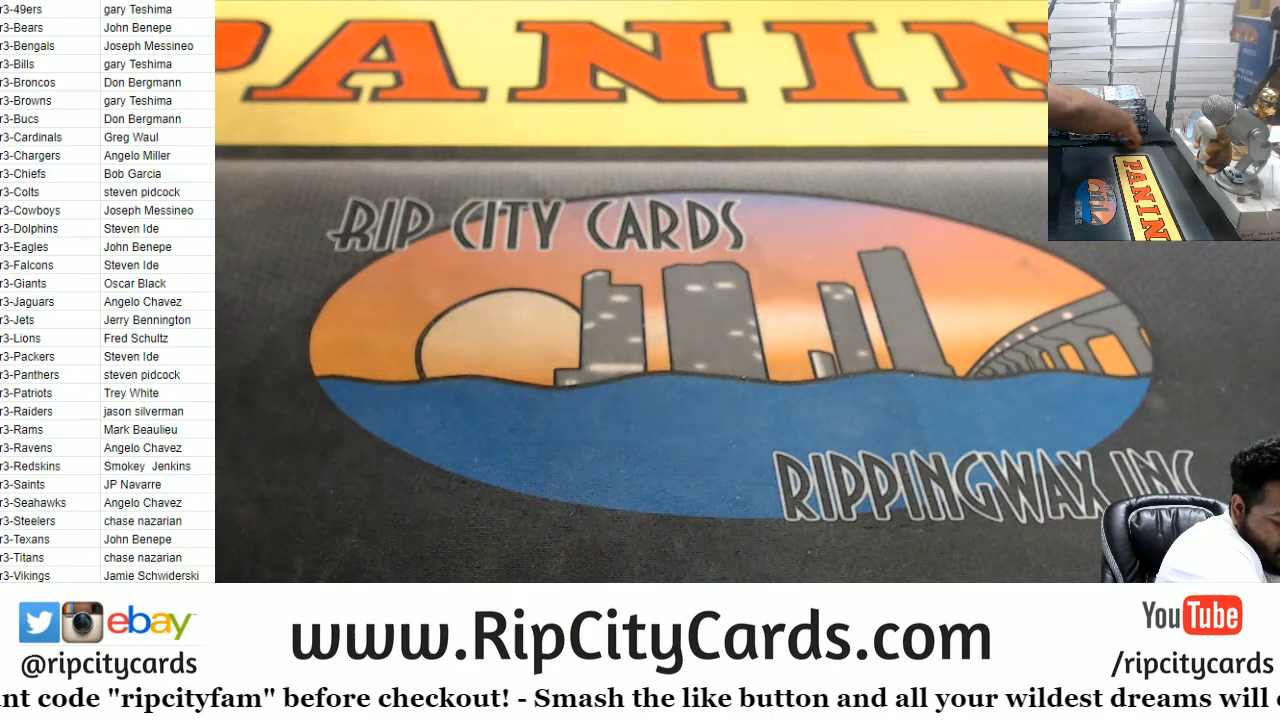 r3-49ers gary Teshima
r3-Bears John Benepe
r3-Bengals Joseph Messineo
r3-Bills gary Teshima
r3-Broncos Don Bergmann
r3-Browns gary Teshima
r3-Bucs Don Bergmann
r3-Cardinals Greg Waul
r3-Chargers Angelo Miller
r3-Chiefs Bob Garcia
r3-Colts steven pidcock
r3-Cowboys Joseph Messineo
r3-Dolphins Steven Ide
r3-Eagles John Benepe
r3-Falcons Steven Ide
r3-Giants Oscar Black
r3-Jaguars Angelo Chavez
r3-Jets Jerry Bennington
r3-Lions Fred Schultz
r3-Packers Steven Ide
r3-Panthers steven pidcock
r3-Patriots Trey White
r3-Raiders jason silverman
r3-Rams Mark Beaulieu
r3-Ravens Angelo Chavez
r3-Redskins Smokey Jenkins
r3-Saints JP Navarre
r3-Seahawks Angelo Chavez
r3-Steelers chase nazarian
r3-Texans John Benepe
r3-Titans chase nazarian
r3-Vikings Jamie Schwiderski
PANIN
RIP CITY CARDS
RIPPINGWAX INC
PANIN
ebay
@ripcitycards
www.RipCityCards.com
YouTube
/ripcitycards
nt code "ripcityfam" before checkout! - Smash the like button and all your wildest dreams will